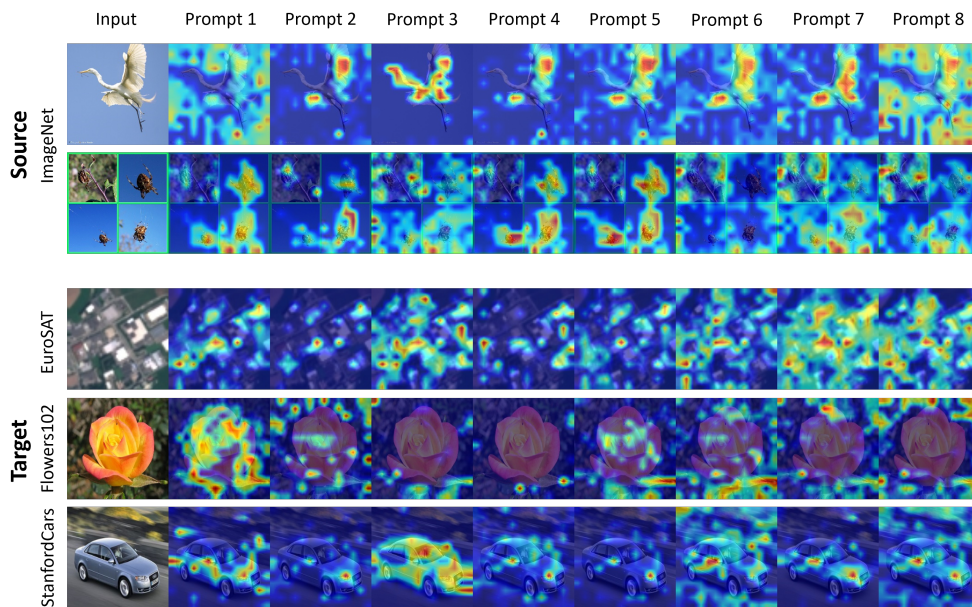 Input Prompt 1 Prompt 2 Prompt 3 Prompt 4 Prompt 5 Prompt 6 Prompt 7 Prompt 8
Source
ImageNet
Target
EuroSAT
Flowers102
StanfordCars